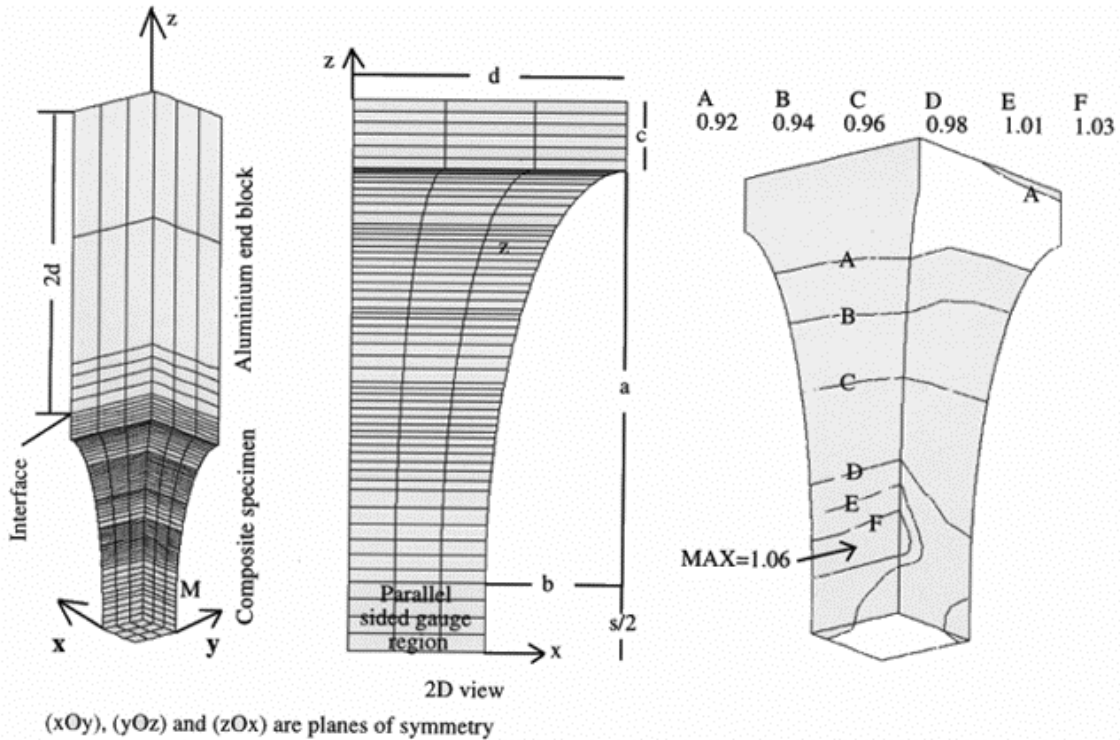 z
2d
Aluminium end block
Interface
Composite specimen
M
x
y
z
d
c
z
a
b
Parallel
sided gauge
region
s/2
x
2D view
A B C D E F
0.92 0.94 0.96 0.98 1.01 1.03
A
A
B
C
D
E
F
MAX=1.06
(xOy), (yOz) and (zOx) are planes of symmetry